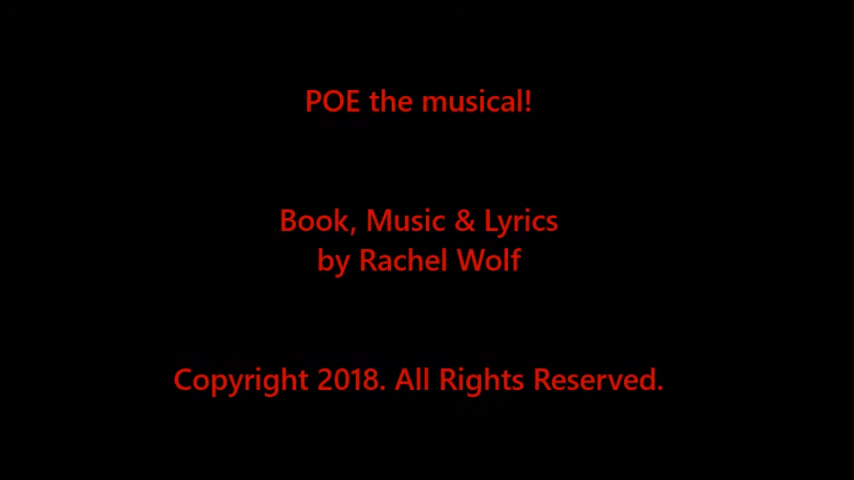 POE the musical!
Book, Music & Lyrics
by Rachel Wolf
Copyright 2018. All Rights Reserved.